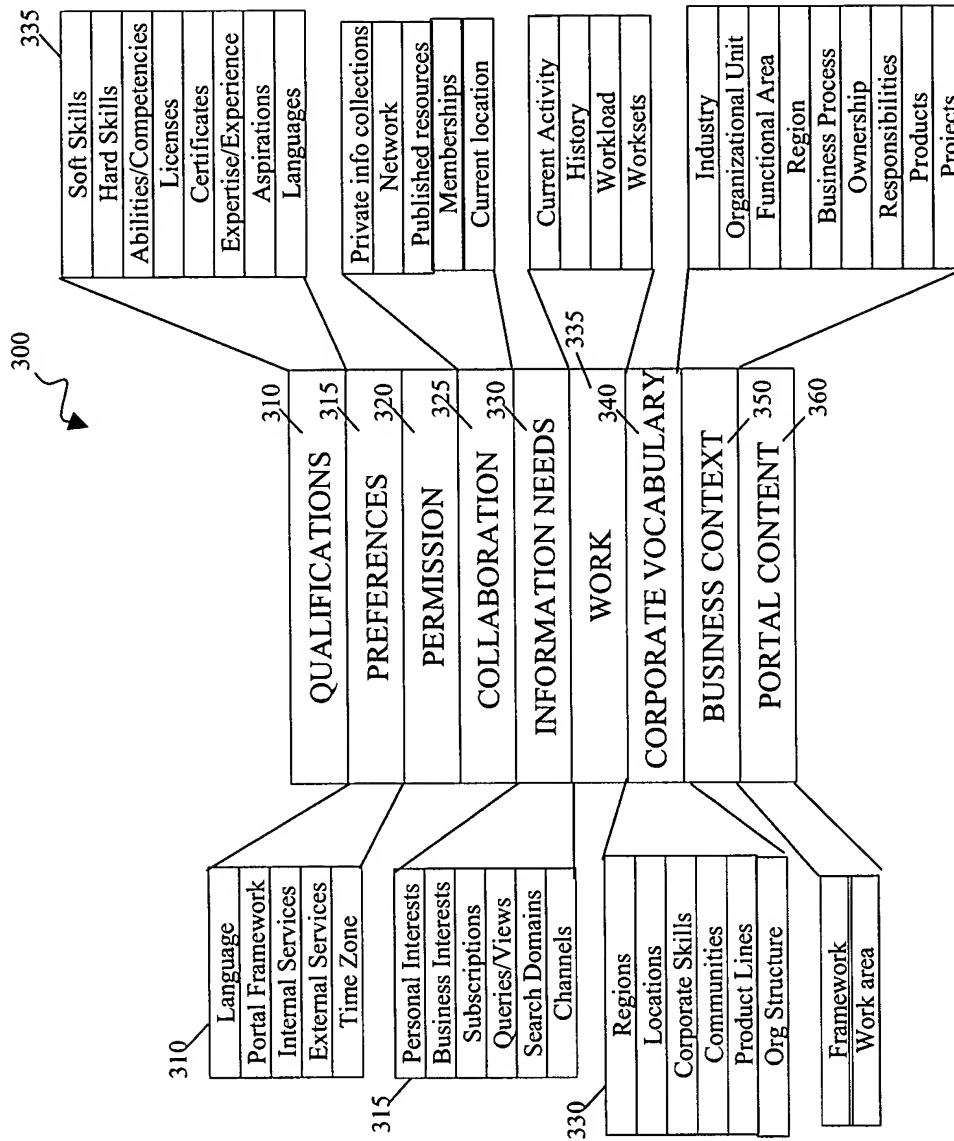 300
310
Language
Portal Framework
Internal Services
External Services
Time Zone
315
Personal Interests
Business Interests
Subscriptions
Queries/Views
Search Domains
Channels
330
Regions
Locations
Corporate Skills
Communities
Product Lines
Org Structure
Framework
Work area
QUALIFICATIONS
310
PREFERENCES
315
PERMISSION
320
COLLABORATION
325
INFORMATION NEEDS
330
WORK
335
CORPORATE VOCABULARY
340
BUSINESS CONTEXT
350
PORTAL CONTENT
360
335
Soft Skills
Hard Skills
Abilities/Competencies
Licenses
Certificates
Expertise/Experience
Aspirations
Languages
Private info collections
Network
Published resources
Memberships
Current location
Current Activity
History
Workload
Worksets
Industry
Organizational Unit
Functional Area
Region
Business Process
Ownership
Responsibilities
Products
Projects